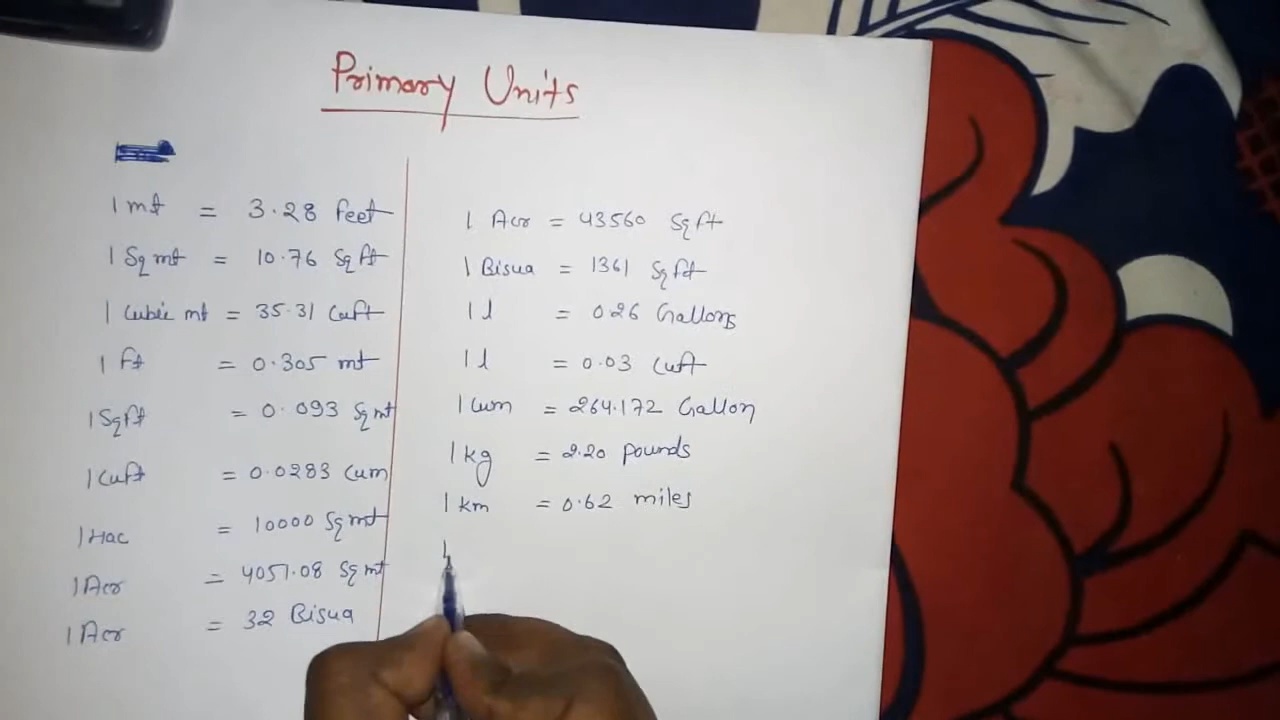 Primary Units
1 mt = 3.28 feet
1 Sq mt = 10.76 Sq ft
1 Cubic mt = 35.31 Cuft
1 ft = 0.305 mt
1 Sqft = 0.093 Sq mt
1 Cuft = 0.0283 Cum
1 Hac = 10000 Sq mt
1 Acr = 4051.08 Sq mt
1 Acr = 32 Bisua
1 Acr = 43560 Sq ft
1 Bisua = 1361 Sq ft
1 l = 0.26 Gallons
1 l = 0.03 Cuft
1 Cum = 264.172 Gallon
1 kg = 2.20 pounds
1 km = 0.62 miles
1